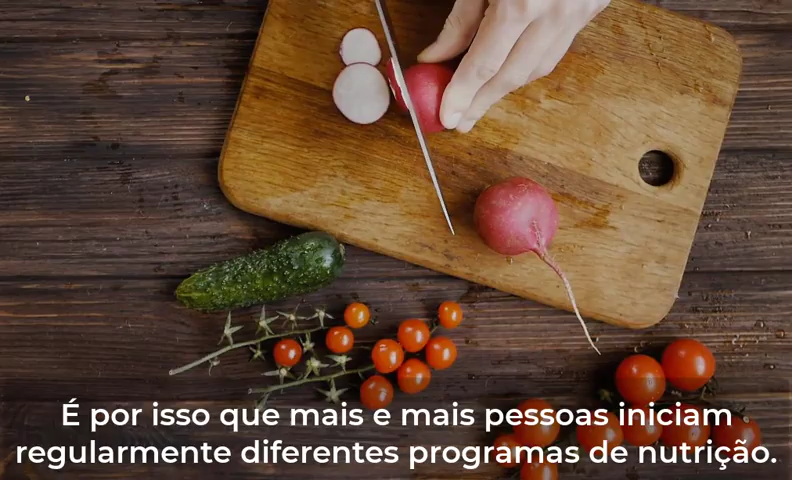 É por isso que mais e mais pessoas iniciam
regularmente diferentes programas de nutrição.